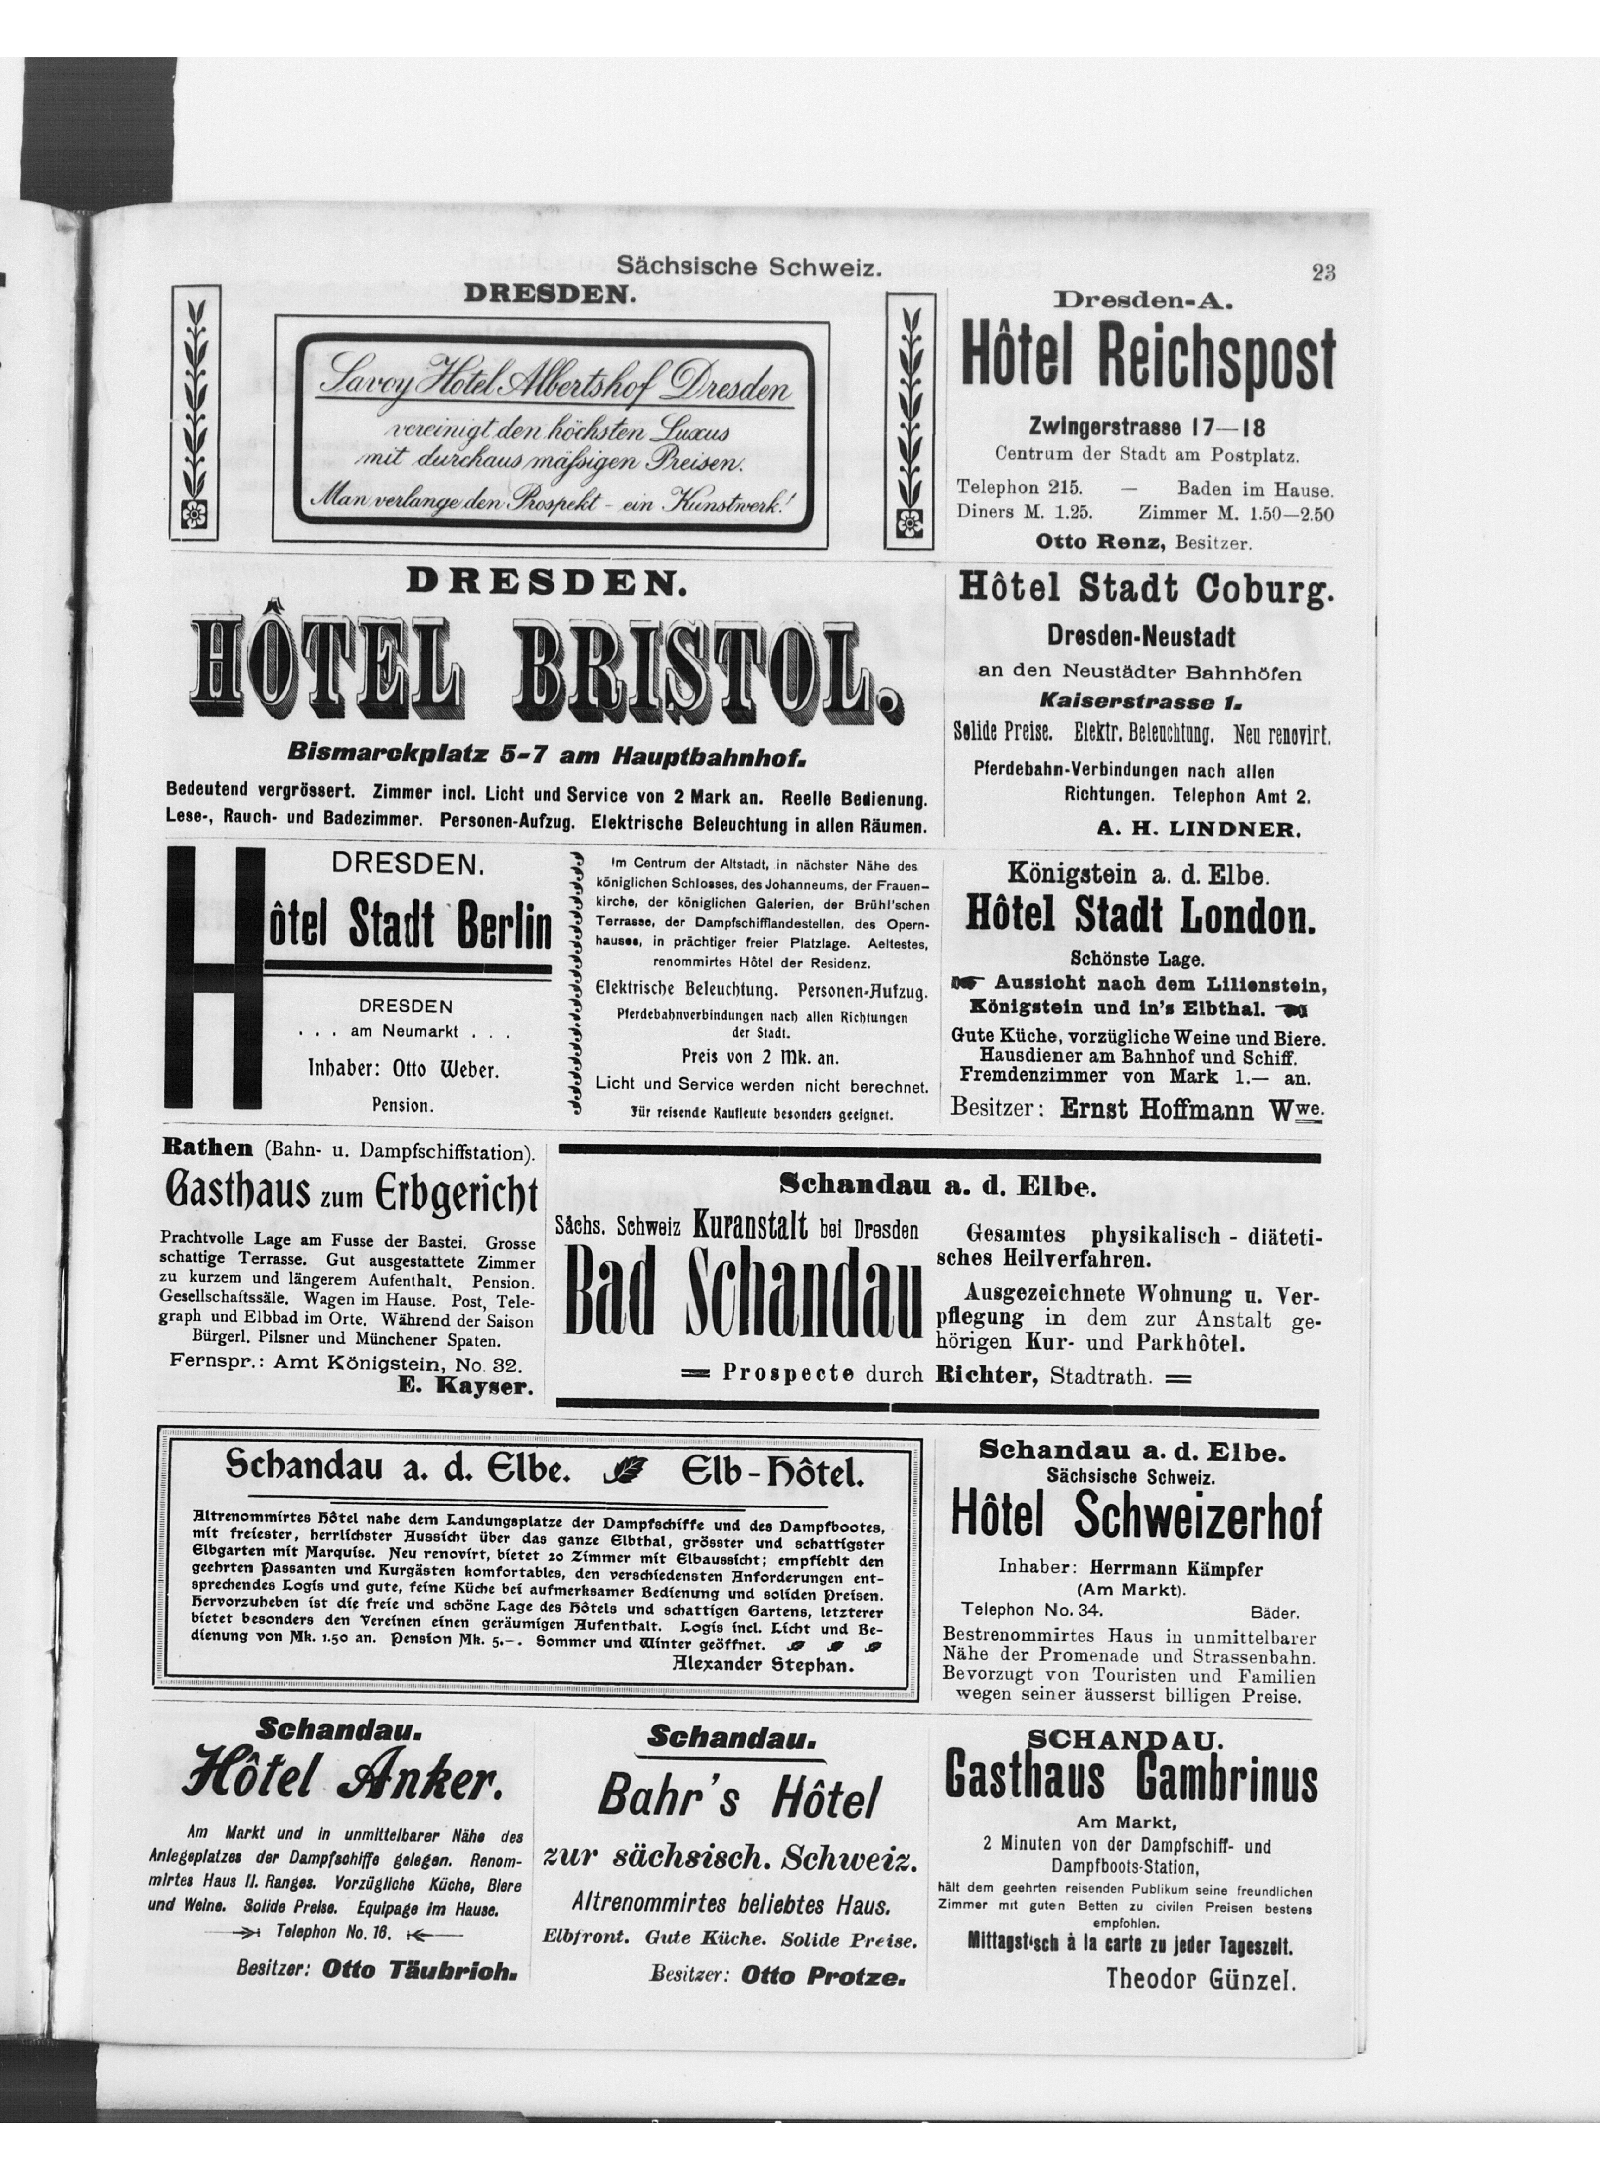 Sächsische Schweiz.
23
DRESDEN.
Savoy Hotel Albertshof Dresden
vereinigt den höchsten Luxus
mit durchaus mässigen Preisen.
Man verlange den Prospekt - ein Kunstwerk!
Dresden-A.
Hôtel Reichspost
Zwingerstrasse 17—18
Centrum der Stadt am Postplatz.
Telephon 215. — Baden im Hause.
Diners M. 1.25. Zimmer M. 1.50—2.50
Otto Renz, Besitzer.
DRESDEN.
HÔTEL BRISTOL.
Bismarckplatz 5-7 am Hauptbahnhof.
Bedeutend vergrössert. Zimmer incl. Licht und Service von 2 Mark an. Reelle Bedienung.
Lese-, Rauch- und Badezimmer. Personen-Aufzug. Elektrische Beleuchtung in allen Räumen.
Hôtel Stadt Coburg.
Dresden-Neustadt
an den Neustädter Bahnhöfen
Kaiserstrasse 1.
Solide Preise. Elektr. Beleuchtung. Neu renovirt.
Pferdebahn-Verbindungen nach allen
Richtungen. Telephon Amt 2.
A. H. LINDNER.
DRESDEN.
Hôtel Stadt Berlin
DRESDEN
. . . am Neumarkt . . .
Inhaber: Otto Weber.
Pension.
Im Centrum der Altstadt, in nächster Nähe des
königlichen Schlosses, des Johanneums, der Frauen-
kirche, der königlichen Galerien, der Brühl'schen
Terrasse, der Dampfschifflandestellen, des Opern-
hauses, in prächtiger freier Platzlage. Aeltestes,
renommirtes Hôtel der Residenz.
Elektrische Beleuchtung. Personen-Aufzug.
Pferdebahnverbindungen nach allen Richtungen
der Stadt.
Preis von 2 Mk. an.
Licht und Service werden nicht berechnet.
Für reisende Kaufleute besonders geeignet.
Königstein a. d. Elbe.
Hôtel Stadt London.
Schönste Lage.
Aussicht nach dem Lilienstein,
Königstein und in's Elbthal.
Gute Küche, vorzügliche Weine und Biere.
Hausdiener am Bahnhof und Schiff.
Fremdenzimmer von Mark 1.— an.
Besitzer: Ernst Hoffmann Wwe.
Rathen (Bahn- u. Dampfschiffstation).
Gasthaus zum Erbgericht
Prachtvolle Lage am Fusse der Bastei. Grosse
schattige Terrasse. Gut ausgestattete Zimmer
zu kurzem und längerem Aufenthalt. Pension.
Gesellschaftssäle. Wagen im Hause. Post, Tele-
graph und Elbbad im Orte. Während der Saison
Bürgerl. Pilsner und Münchener Spaten.
Fernspr.: Amt Königstein, No. 32.
E. Kayser.
Schandau a. d. Elbe.
Sächs. Schweiz Kuranstalt bei Dresden
Bad Schandau
Gesamtes physikalisch - diäteti-
sches Heilverfahren.
Ausgezeichnete Wohnung u. Ver-
pflegung in dem zur Anstalt ge-
hörigen Kur- und Parkhôtel.
Prospecte durch Richter, Stadtrath.
Schandau a. d. Elbe. Elb-Hôtel.
Altrenommirtes Hôtel nahe dem Landungsplatze der Dampfschiffe und des Dampfbootes,
mit freiester, herrlichster Aussicht über das ganze Elbthal, grösster und schattigster
Elbgarten mit Marquise. Neu renovirt, bietet 20 Zimmer mit Elbaussicht; empfiehlt den
geehrten Passanten und Kurgästen komfortables, den verschiedensten Anforderungen ent-
sprechendes Logis und gute, feine Küche bei aufmerksamer Bedienung und soliden Preisen.
Hervorzuheben ist die freie und schöne Lage des Hôtels und schattigen Gartens, letzterer
bietet besonders den Vereinen einen geräumigen Aufenthalt. Logis incl. Licht und Be-
dienung von Mk. 1.50 an. Pension Mk. 5.-. Sommer und Winter geöffnet.
Alexander Stephan.
Schandau a. d. Elbe.
Sächsische Schweiz.
Hôtel Schweizerhof
Inhaber: Herrmann Kämpfer
(Am Markt).
Telephon No. 34. Bäder.
Bestrenommirtes Haus in unmittelbarer
Nähe der Promenade und Strassenbahn.
Bevorzugt von Touristen und Familien
wegen seiner äusserst billigen Preise.
Schandau.
Hôtel Anker.
Am Markt und in unmittelbarer Nähe des
Anlegeplatzes der Dampfschiffe gelegen. Renom-
mirtes Haus II. Ranges. Vorzügliche Küche, Biere
und Weine. Solide Preise. Equipage im Hause.
Telephon No. 16.
Besitzer: Otto Täubrich.
Schandau.
Bahr's Hôtel
zur sächsisch. Schweiz.
Altrenommirtes beliebtes Haus.
Elbfront. Gute Küche. Solide Preise.
Besitzer: Otto Protze.
SCHANDAU.
Gasthaus Gambrinus
Am Markt,
2 Minuten von der Dampfschiff- und
Dampfboots-Station,
hält dem geehrten reisenden Publikum seine freundlichen
Zimmer mit guten Betten zu civilen Preisen bestens
empfohlen.
Mittagstisch à la carte zu jeder Tageszeit.
Theodor Günzel.